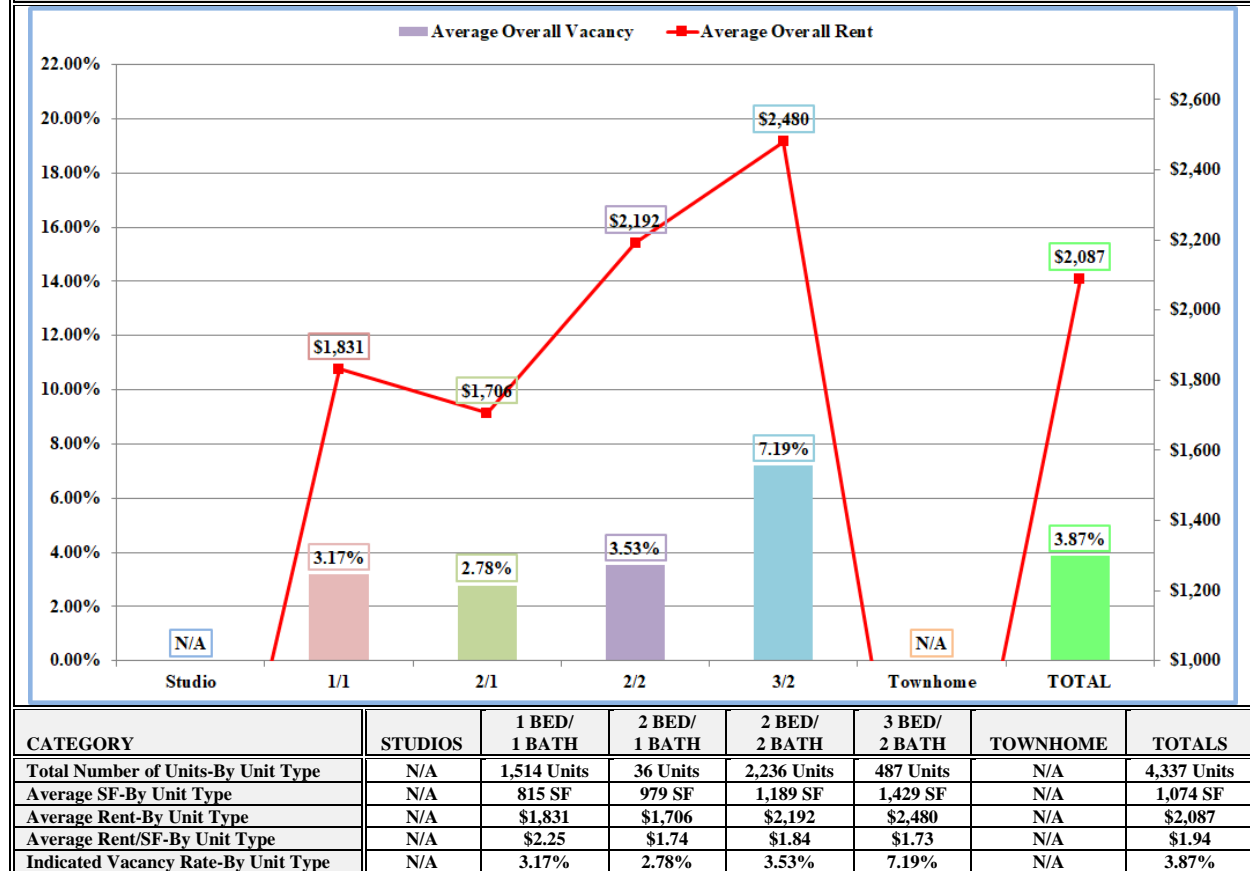 Average Overall Vacancy Average Overall Rent
22.00%
20.00%
18.00%
16.00%
14.00%
12.00%
10.00%
8.00%
6.00%
4.00%
2.00%
0.00%
$2,600
$2,400
$2,200
$2,000
$1,800
$1,600
$1,400
$1,200
$1,000
$1,831
$1,706
$2,192
$2,480
$2,087
N/A
3.17%
2.78%
3.53%
7.19%
N/A
3.87%
Studio 1/1 2/1 2/2 3/2 Townhome TOTAL
1 BED/ 2 BED/ 2 BED/ 3 BED/
CATEGORY STUDIOS 1 BATH 1 BATH 2 BATH 2 BATH TOWNHOME TOTALS
Total Number of Units-By Unit Type N/A 1,514 Units 36 Units 2,236 Units 487 Units N/A 4,337 Units
Average SF-By Unit Type N/A 815 SF 979 SF 1,189 SF 1,429 SF N/A 1,074 SF
Average Rent-By Unit Type N/A $1,831 $1,706 $2,192 $2,480 N/A $2,087
Average Rent/SF-By Unit Type N/A $2.25 $1.74 $1.84 $1.73 N/A $1.94
Indicated Vacancy Rate-By Unit Type N/A 3.17% 2.78% 3.53% 7.19% N/A 3.87%